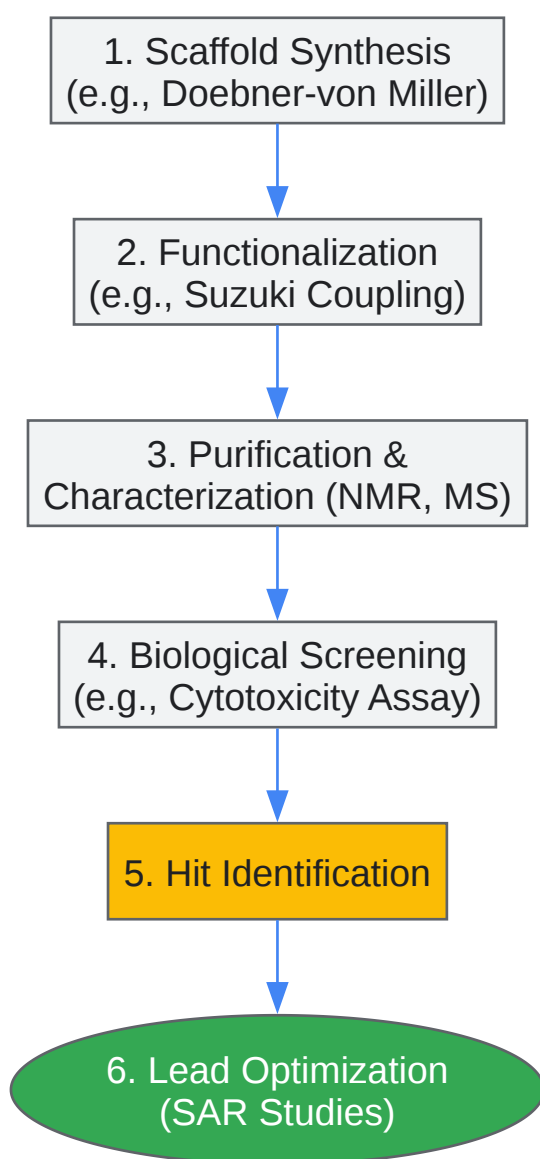 1. Scaffold Synthesis
(e.g., Doebner-von Miller)
2. Functionalization
(e.g., Suzuki Coupling)
3. Purification &
Characterization (NMR, MS)
4. Biological Screening
(e.g., Cytotoxicity Assay)
5. Hit Identification
6. Lead Optimization
(SAR Studies)